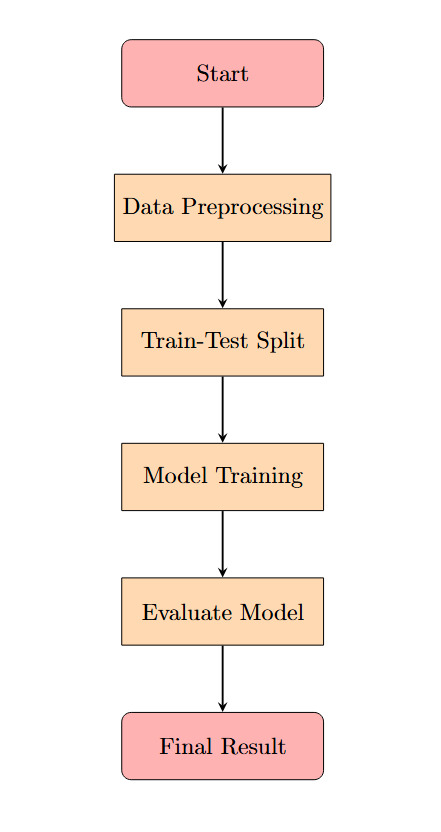 Start
Data Preprocessing
Train-Test Split
Model Training
Evaluate Model
Final Result